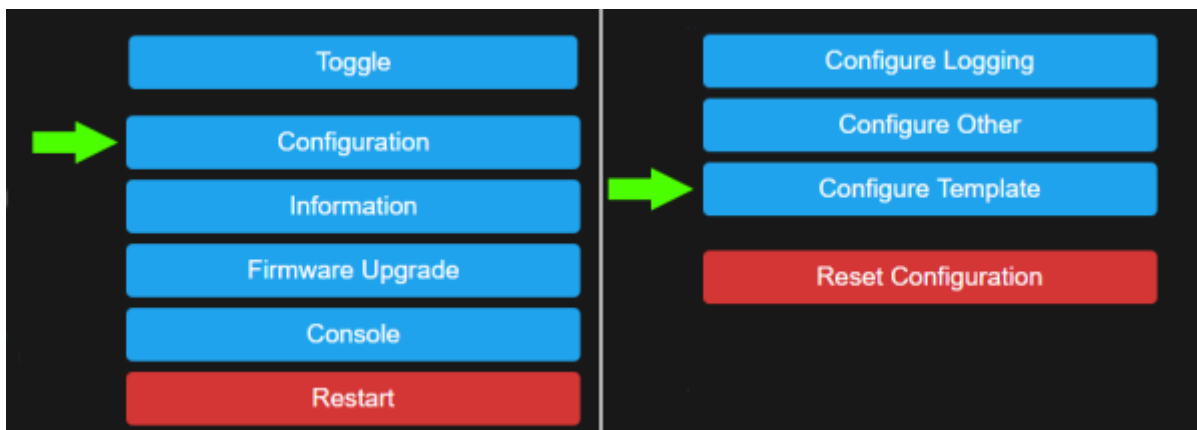 Toggle
Configuration
Information
Firmware Upgrade
Console
Restart
Configure Logging
Configure Other
Configure Template
Reset Configuration